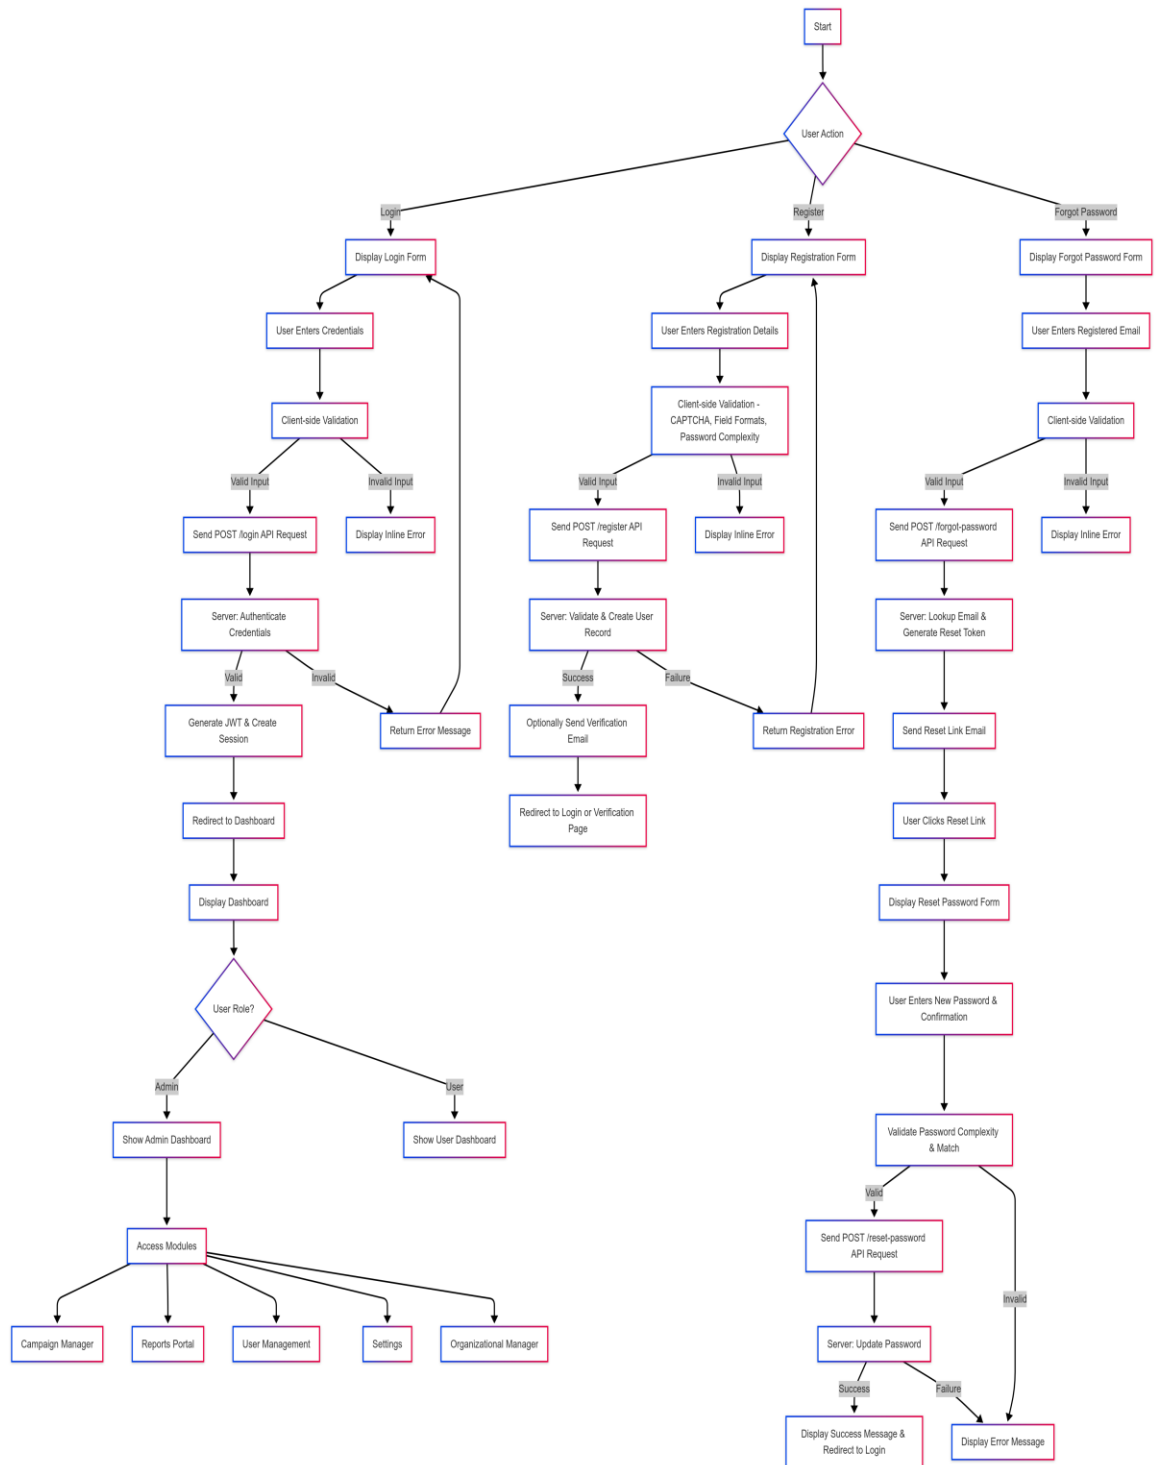 Start
User Action
Login
Register
Forgot Password
Display Login Form
Display Registration Form
Display Forgot Password Form
User Enters Credentials
User Enters Registration Details
User Enters Registered Email
Client-side Validation
Client-side Validation -
CAPTCHA, Field Formats,
Password Complexity
Client-side Validation
Valid Input
Invalid Input
Valid Input
Invalid Input
Valid Input
Invalid Input
Send POST /login API Request
Display Inline Error
Send POST /register API
Request
Display Inline Error
Send POST /forgot-password
API Request
Display Inline Error
Server: Authenticate
Credentials
Server: Validate & Create User
Record
Server: Lookup Email &
Generate Reset Token
Valid
Invalid
Success
Failure
Generate JWT & Create
Session
Return Error Message
Optionally Send Verification
Email
Return Registration Error
Send Reset Link Email
Redirect to Dashboard
Redirect to Login or Verification
Page
User Clicks Reset Link
Display Dashboard
Display Reset Password Form
User Role?
User Enters New Password &
Confirmation
Admin
User
Show Admin Dashboard
Show User Dashboard
Validate Password Complexity
& Match
Valid
Access Modules
Send POST /reset-password
API Request
Invalid
Campaign Manager
Reports Portal
User Management
Settings
Organizational Manager
Server: Update Password
Success
Failure
Display Success Message &
Redirect to Login
Display Error Message